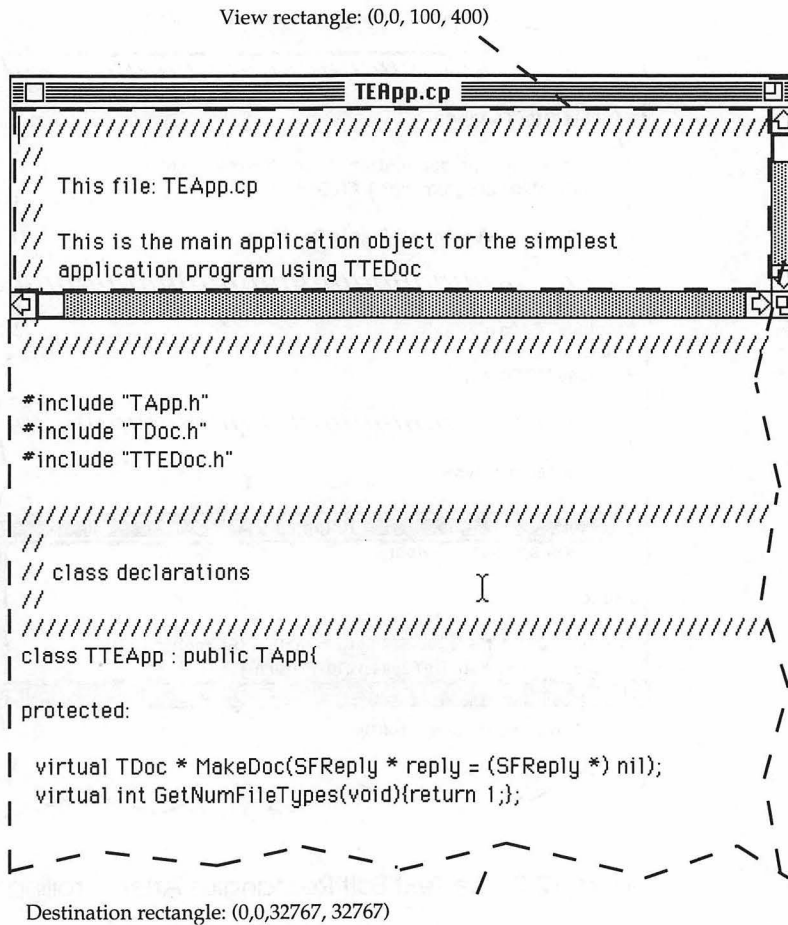 View rectangle: (0,0, 100, 400)
TEApp.cp
//////////////////////////////////////////////////////////
//
// This file: TEApp.cp
//
// This is the main application object for the simplest
// application program using TTEDoc
//
//////////////////////////////////////////////////////////
#include "TApp.h"
#include "TDoc.h"
#include "TTEDoc.h"
//////////////////////////////////////////////////////////
//
// class declarations
//
//////////////////////////////////////////////////////////
class TTEApp : public TApp{
protected:
virtual TDoc * MakeDoc(SFReply * reply = (SFReply *) nil);
virtual int GetNumFileTypes(void){return 1;};
Destination rectangle: (0,0,32767, 32767)